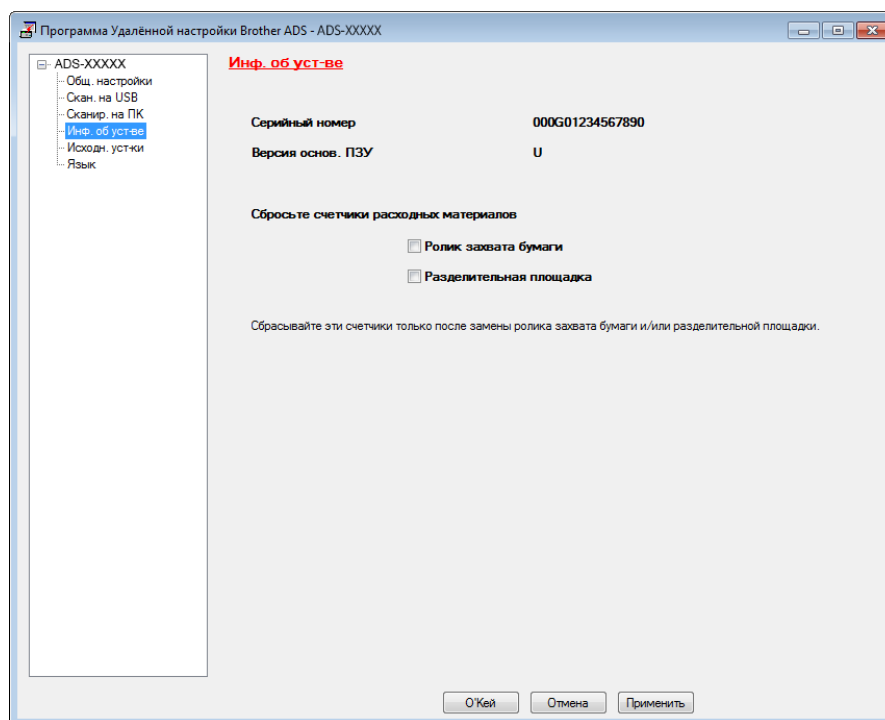 Программа Удалённой настройки Brother ADS - ADS-XXXXX
ADS-XXXXX
Общ. настройки
Скан. на USB
Сканир. на ПК
Инф. об уст-ве
Исходн. уст-ки
Язык
Инф. об уст-ве
Серийный номер 000G01234567890
Версия основ. ПЗУ U
Сбросьте счетчики расходных материалов
Ролик захвата бумаги
Разделительная площадка
Сбрасывайте эти счетчики только после замены ролика захвата бумаги и/или разделительной площадки.
О'Кей Отмена Применить